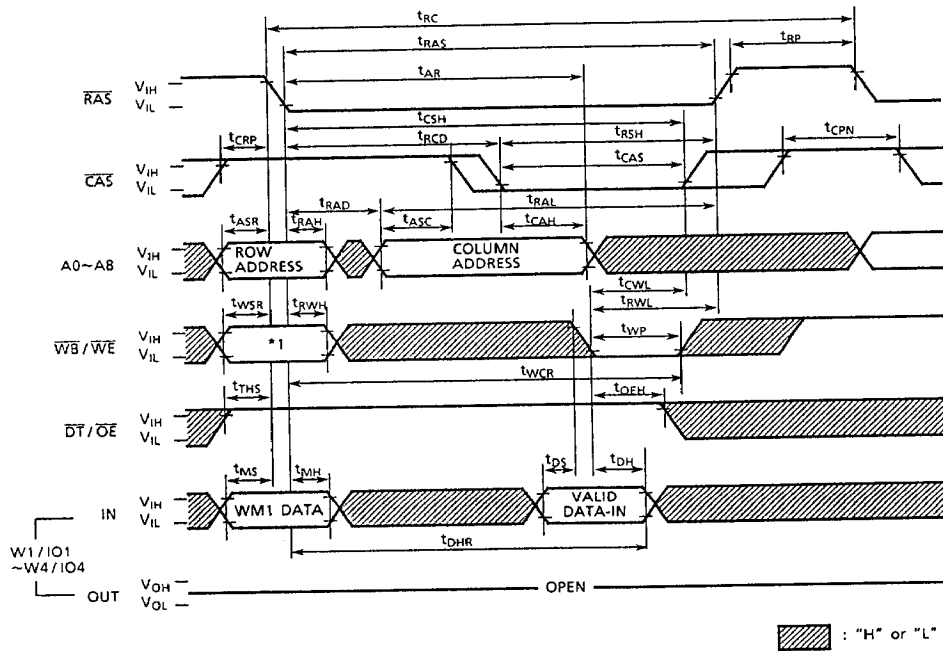 tRC
tRAS tRP
tAR
RAS VIH
VIL
tCSH
tCRP tRCD tRSH tCPN
tCAS
CAS VIH
VIL
tRAD tRAL
tASR tRAH tASC tCAH
A0~A8 VIH
VIL
ROW ADDRESS
COLUMN ADDRESS
tCWL
tWSR tRWH tRWL
tWP
WB/WE VIH
VIL
*1
tWCR
tTHS tOEH
DT/OE VIH
VIL
tMS tMH tDS tDH
IN VIH
VIL
WM1 DATA
VALID DATA-IN
tDHR
W1/IO1
~W4/IO4
OUT VOH
VOL
OPEN
: "H" or "L"